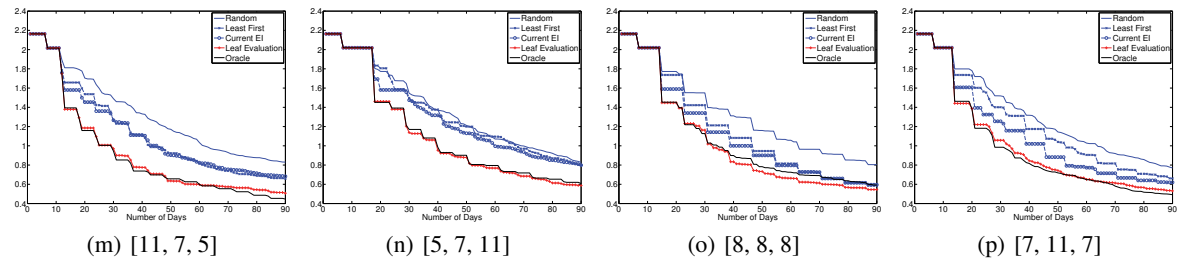 2.4
2.2
2
1.8
1.6
1.4
1.2
1
0.8
0.6
0.4
0 10 20 30 40 50 60 70 80 90
Number of Days
Random
Least First
Current EI
Leaf Evaluation
Oracle
(m) [11, 7, 5]
2.4
2.2
2
1.8
1.6
1.4
1.2
1
0.8
0.6
0.4
0 10 20 30 40 50 60 70 80 90
Number of Days
Random
Least First
Current EI
Leaf Evaluation
Oracle
(n) [5, 7, 11]
2.4
2.2
2
1.8
1.6
1.4
1.2
1
0.8
0.6
0.4
0 10 20 30 40 50 60 70 80 90
Number of Days
Random
Least First
Current EI
Leaf Evaluation
Oracle
(o) [8, 8, 8]
2.4
2.2
2
1.8
1.6
1.4
1.2
1
0.8
0.6
0.4
0 10 20 30 40 50 60 70 80 90
Number of Days
Random
Least First
Current EI
Leaf Evaluation
Oracle
(p) [7, 11, 7]